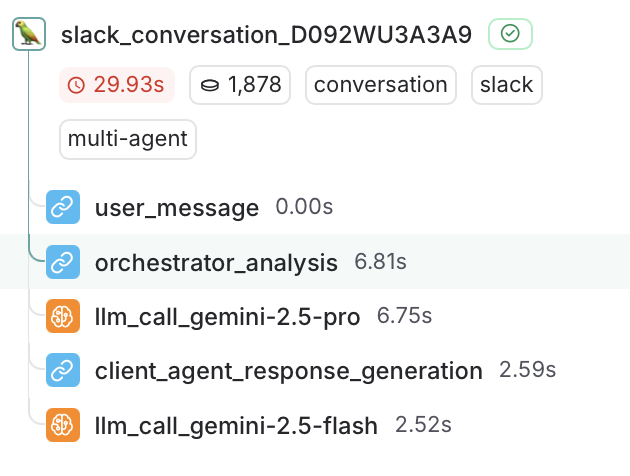 slack_conversation_D092WU3A3A9
29.93s 1,878 conversation slack
multi-agent
user_message 0.00s
orchestrator_analysis 6.81s
llm_call_gemini-2.5-pro 6.75s
client_agent_response_generation 2.59s
llm_call_gemini-2.5-flash 2.52s